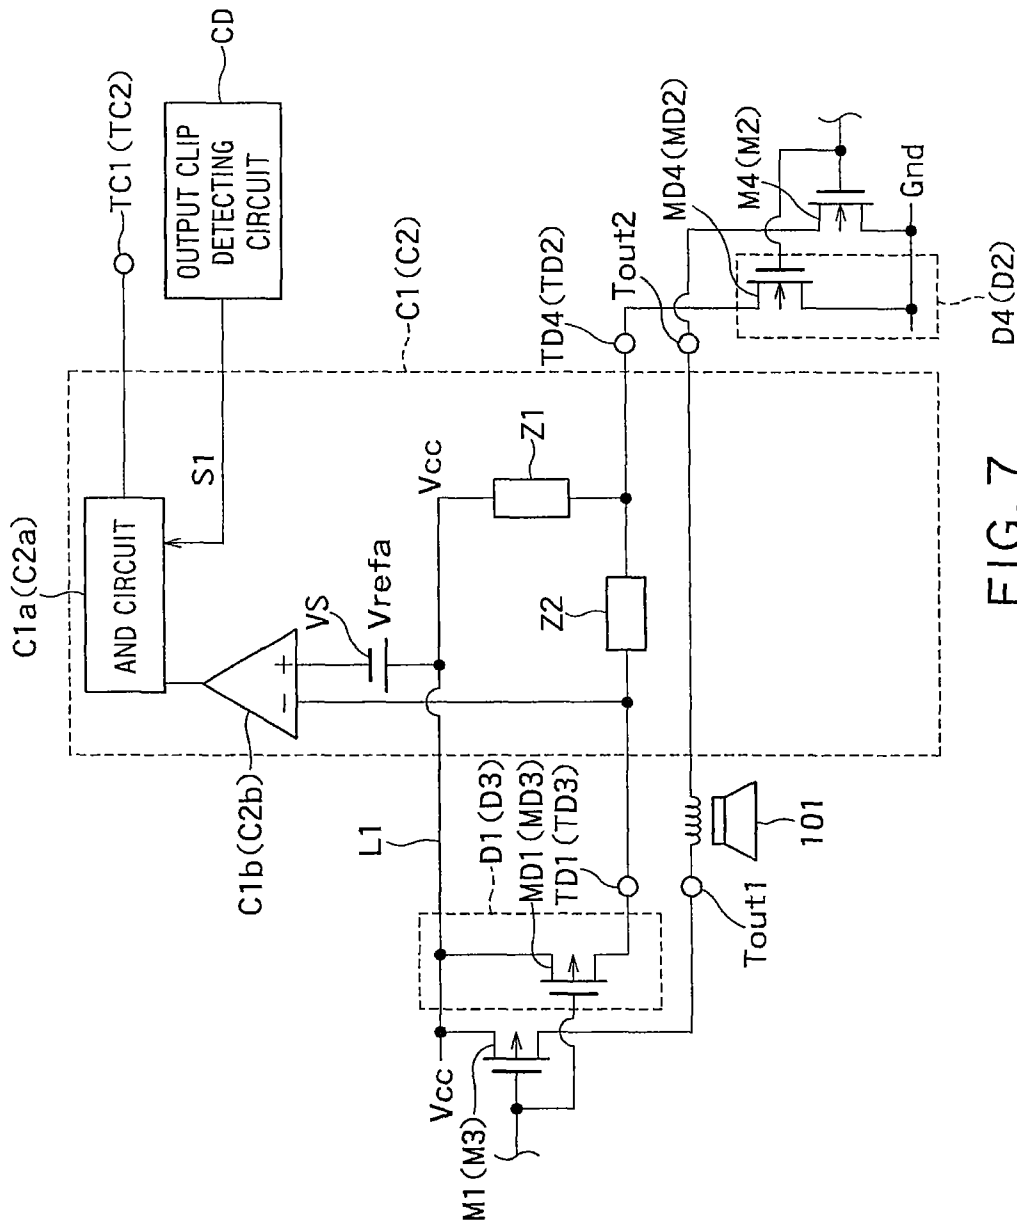 CD
TC1(TC2)
OUTPUT CLIP
DETECTING
CIRCUIT
C1(C2)
S1
C1a(C2a)
AND CIRCUIT
Vcc
Z1
VS
Vrefa
Z2
+
−
C1b(C2b)
L1
D1(D3)
MD1(MD3)
TD1(TD3)
Vcc
M1(M3)
Tout1
101
TD4(TD2)
Tout2
MD4(MD2)
M4(M2)
Gnd
D4(D2)
FIG. 7